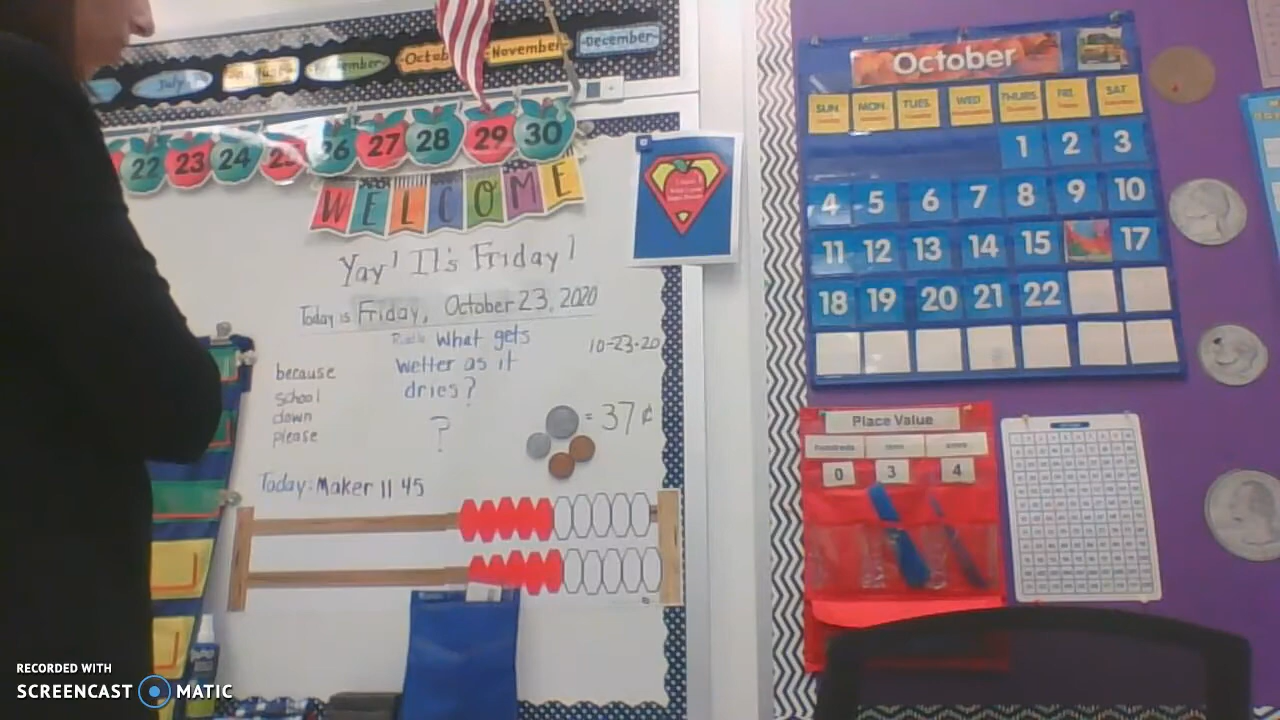 July
November
December
22 23 24 25 26 27 28 29 30
WELCOME
Yay! It's Friday!
Today is Friday, October 23, 2020
What gets
wetter as it
dries?
?
10-23-20
because
school
down
please
= 37¢
Today: Maker 11 45
October
SUN. MON. TUES. WED. THURS. FRI. SAT.
1 2 3
4 5 6 7 8 9 10
11 12 13 14 15 17
18 19 20 21 22
Place Value
hundreds tens ones
0 3 4
RECORDED WITH
SCREENCAST MATIC